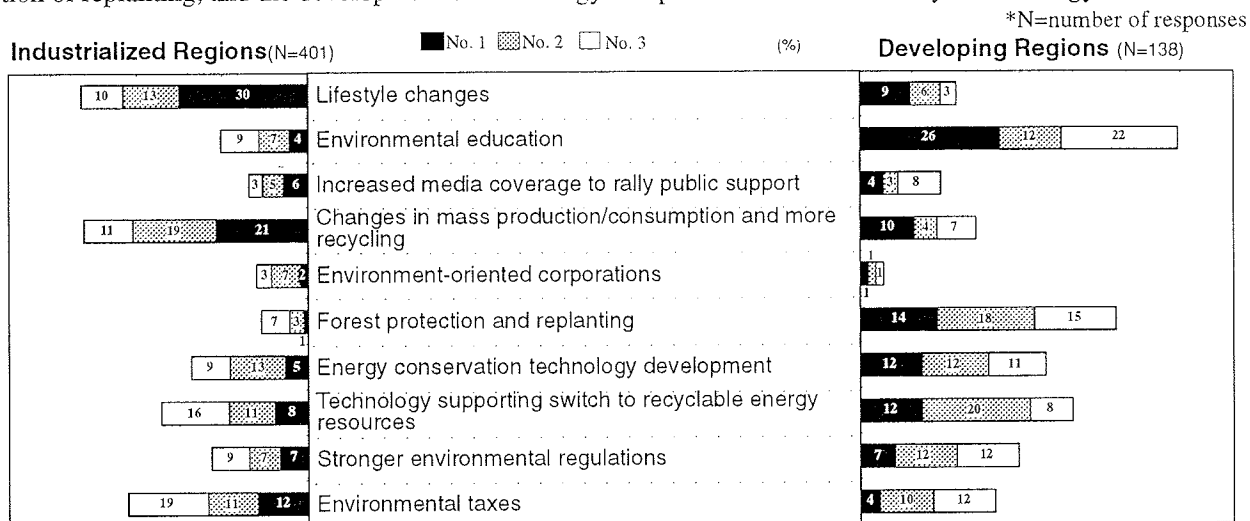 *N=number of responses
Industrialized Regions(N=401) No. 1 No. 2 No. 3 (%) Developing Regions (N=138)
10 13 30 Lifestyle changes 9 6 3
9 7 4 Environmental education 26 12 22
3 5 6 Increased media coverage to rally public support 4 3 8
Changes in mass production/consumption and more
11 19 21 recycling 10 4 7
1
3 7 2 Environment-oriented corporations 1
1
7 3 Forest protection and replanting 14 18 15
1
9 13 5 Energy conservation technology development 12 12 11
Technology supporting switch to recyclable energy
16 11 8 resources 12 20 8
9 7 7 Stronger environmental regulations 7 12 12
19 11 12 Environmental taxes 4 10 12